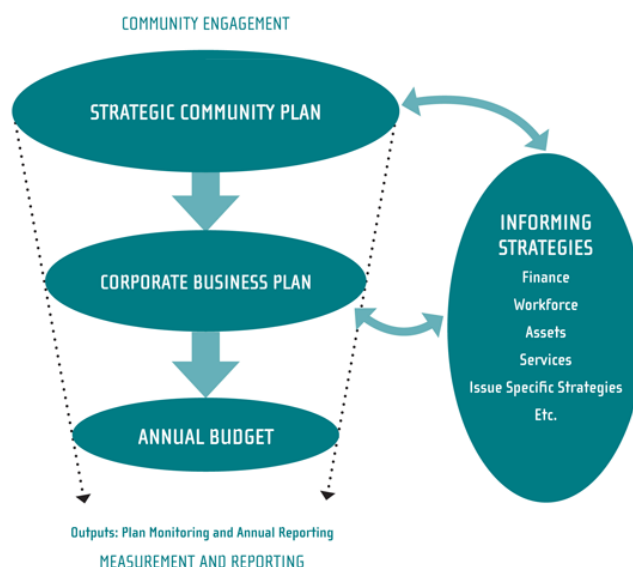 COMMUNITY ENGAGEMENT
STRATEGIC COMMUNITY PLAN
CORPORATE BUSINESS PLAN
ANNUAL BUDGET
INFORMING
STRATEGIES
Finance
Workforce
Assets
Services
Issue Specific Strategies
Etc.
Outputs: Plan Monitoring and Annual Reporting
MEASUREMENT AND REPORTING